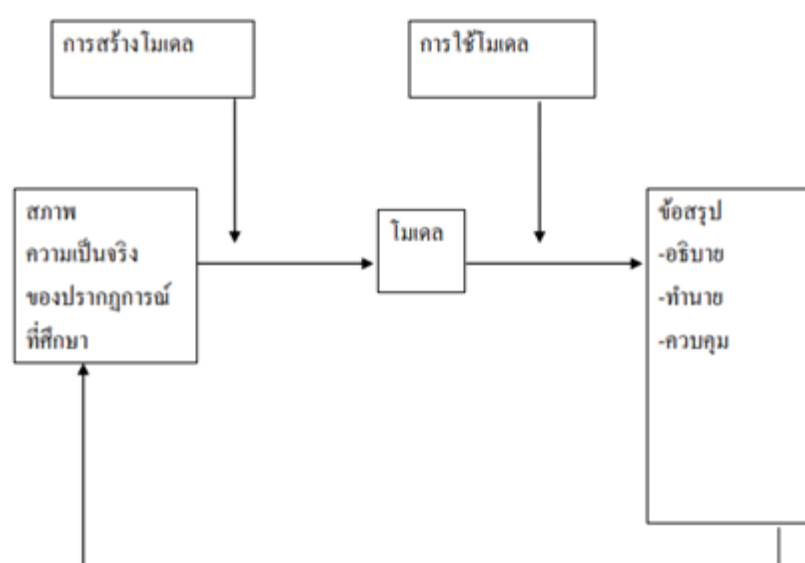 การสร้างโมเดล
การใช้โมเดล
สภาพ
ความเป็นจริง
ของปรากฏการณ์
ที่ศึกษา
โมเดล
ข้อสรุป
-อธิบาย
-ทำนาย
-ควบคุม